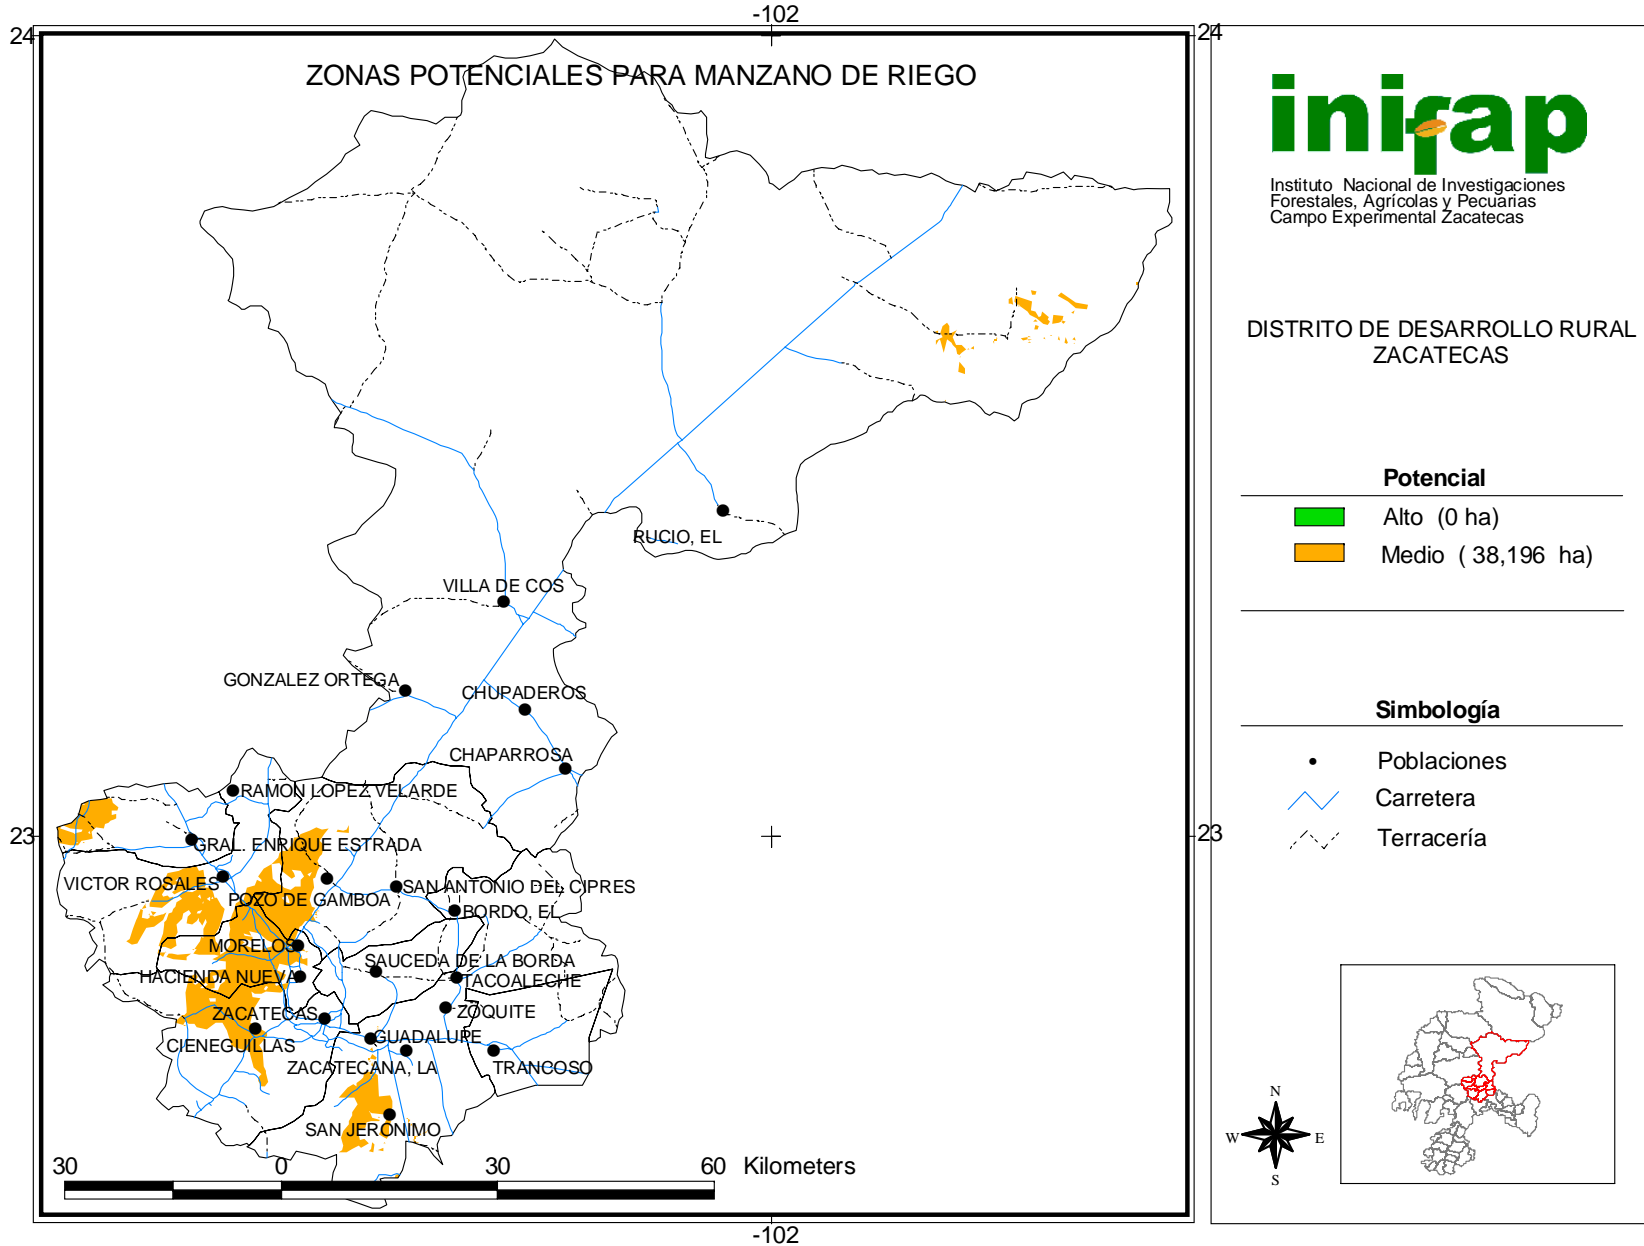 -102
24
24
ZONAS POTENCIALES PARA MANZANO DE RIEGO
RUCIO, EL
VILLA DE COS
GONZALEZ ORTEGA
CHUPADEROS
CHAPARROSA
RAMON LOPEZ VELARDE
23
23
GRAL. ENRIQUE ESTRADA
VICTOR ROSALES
SAN ANTONIO DEL CIPRES
POZO DE GAMBOA
BORDO, EL
MORELOS
SAUCEDA DE LA BORDA
HACIENDA NUEVA
TACOALECHE
ZACATECAS
ZOQUITE
CIENEGUILLAS
GUADALUPE
ZACATECANA, LA
TRANCOSO
SAN JERONIMO
30 0 30 60 Kilometers
-102
inifap
Instituto Nacional de Investigaciones
Forestales, Agrícolas y Pecuarias
Campo Experimental Zacatecas
DISTRITO DE DESARROLLO RURAL
ZACATECAS
Potencial
Alto (0 ha)
Medio ( 38,196 ha)
Simbología
Poblaciones
Carretera
Terracería
N
W E
S